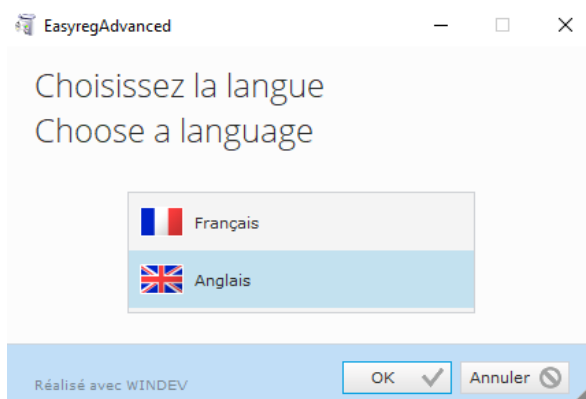 EasyregAdvanced
Choisissez la langue
Choose a language
Français
Anglais
Réalisé avec WINDEV
OK
Annuler